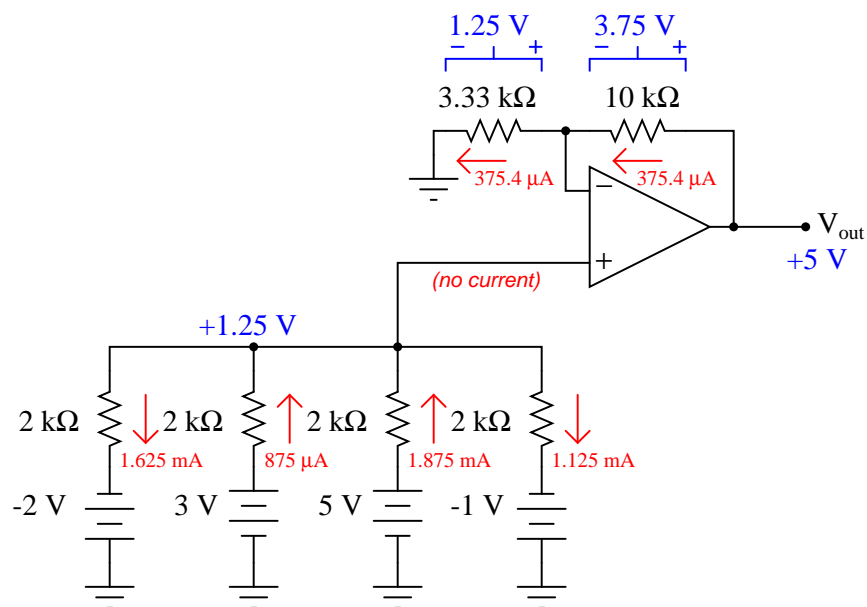 1.25 V 3.75 V
− + − +
3.33 kΩ 10 kΩ
375.4 µA 375.4 µA
−
V_out
+
+5 V
(no current)
+1.25 V
2 kΩ 2 kΩ 2 kΩ 2 kΩ
1.625 mA 875 µA 1.875 mA 1.125 mA
-2 V 3 V 5 V -1 V